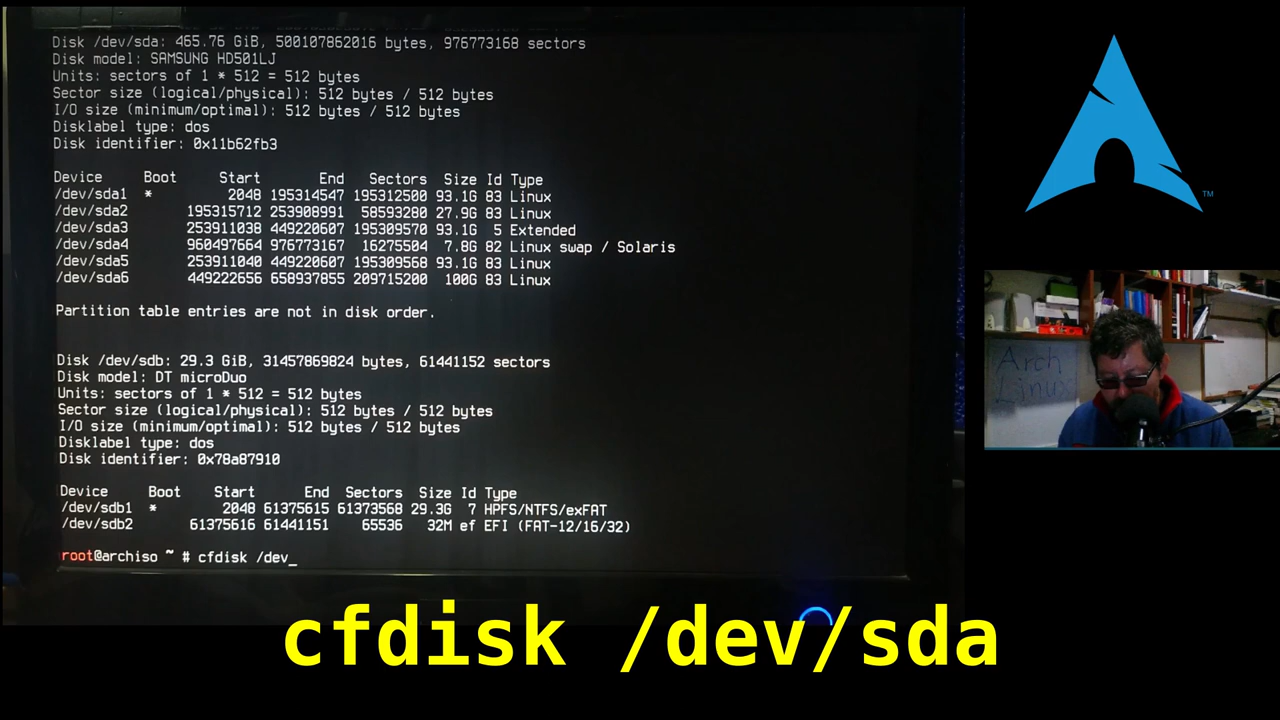 Disk /dev/sda: 465.76 GiB, 500107862016 bytes, 976773168 sectors
Disk model: SAMSUNG HD501LJ
Units: sectors of 1 * 512 = 512 bytes
Sector size (logical/physical): 512 bytes / 512 bytes
I/O size (minimum/optimal): 512 bytes / 512 bytes
Disklabel type: dos
Disk identifier: 0x11b62fb3
Device Boot Start End Sectors Size Id Type
/dev/sda1 * 2048 195314547 195312500 93.1G 83 Linux
/dev/sda2 195315712 253908991 58593280 27.9G 83 Linux
/dev/sda3 253911038 449220607 195309570 93.1G 5 Extended
/dev/sda4 960497664 976773167 16275504 7.8G 82 Linux swap / Solaris
/dev/sda5 253911040 449220607 195309568 93.1G 83 Linux
/dev/sda6 449222656 658937855 209715200 100G 83 Linux
Partition table entries are not in disk order.
Disk /dev/sdb: 29.3 GiB, 31457869824 bytes, 61441152 sectors
Disk model: DT microDuo
Units: sectors of 1 * 512 = 512 bytes
Sector size (logical/physical): 512 bytes / 512 bytes
I/O size (minimum/optimal): 512 bytes / 512 bytes
Disklabel type: dos
Disk identifier: 0x78a87910
Device Boot Start End Sectors Size Id Type
/dev/sdb1 * 2048 61375615 61373568 29.3G 7 HPFS/NTFS/exFAT
/dev/sdb2 61375616 61441151 65536 32M ef EFI (FAT-12/16/32)
root@archiso ~ # cfdisk /dev_
TM
Arch
Linux
cfdisk /dev/sda